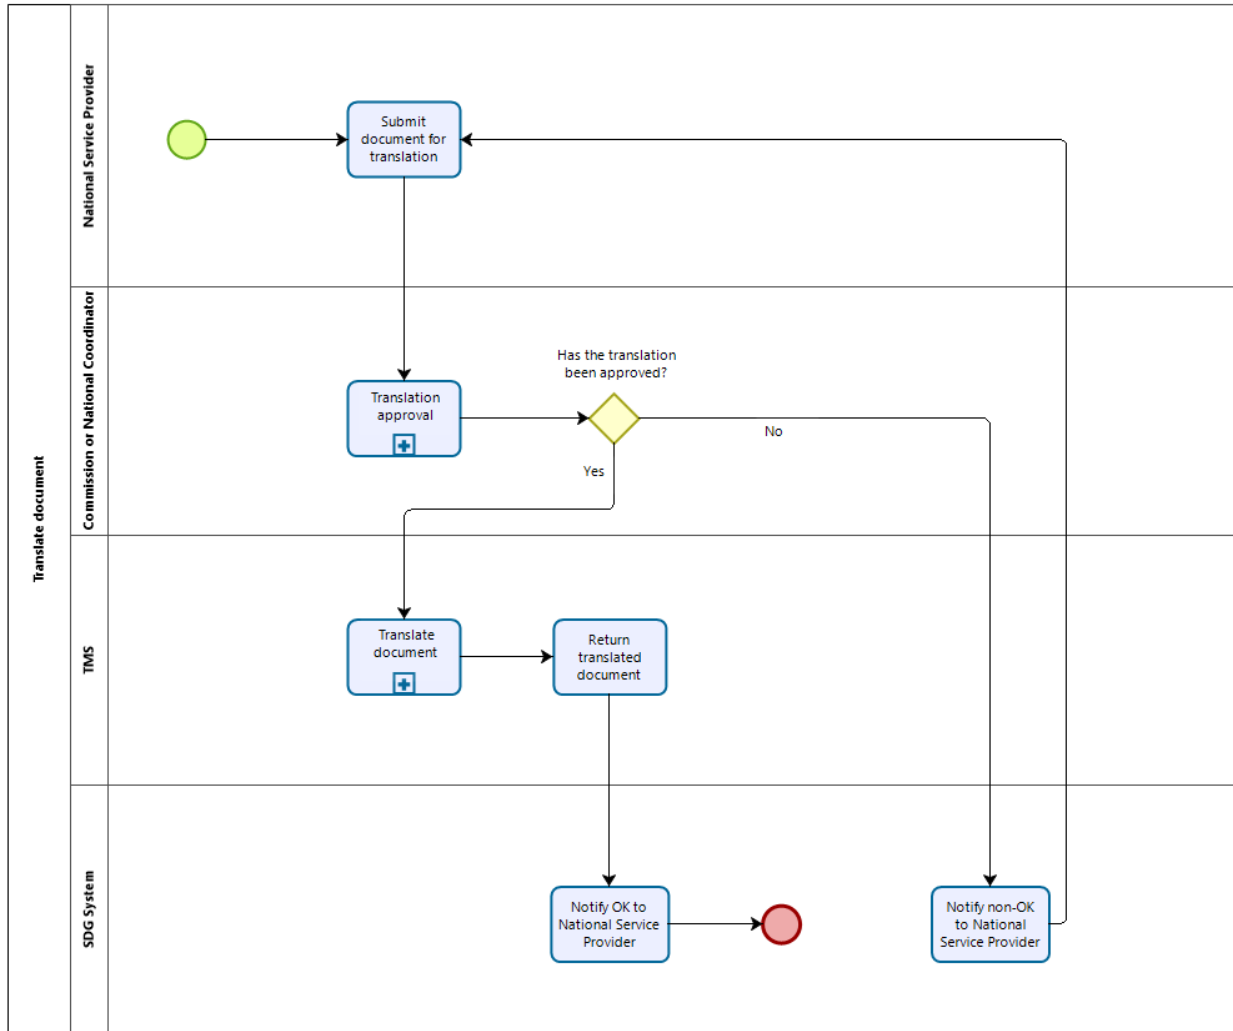 Translate document
National Service Provider
Submit
document for
translation
Commission or National Coordinator
Has the translation
been approved?
Translation
approval
No
Yes
TMS
Translate
document
Return
translated
document
SDG System
Notify OK to
National Service
Provider
Notify non-OK
to National
Service Provider